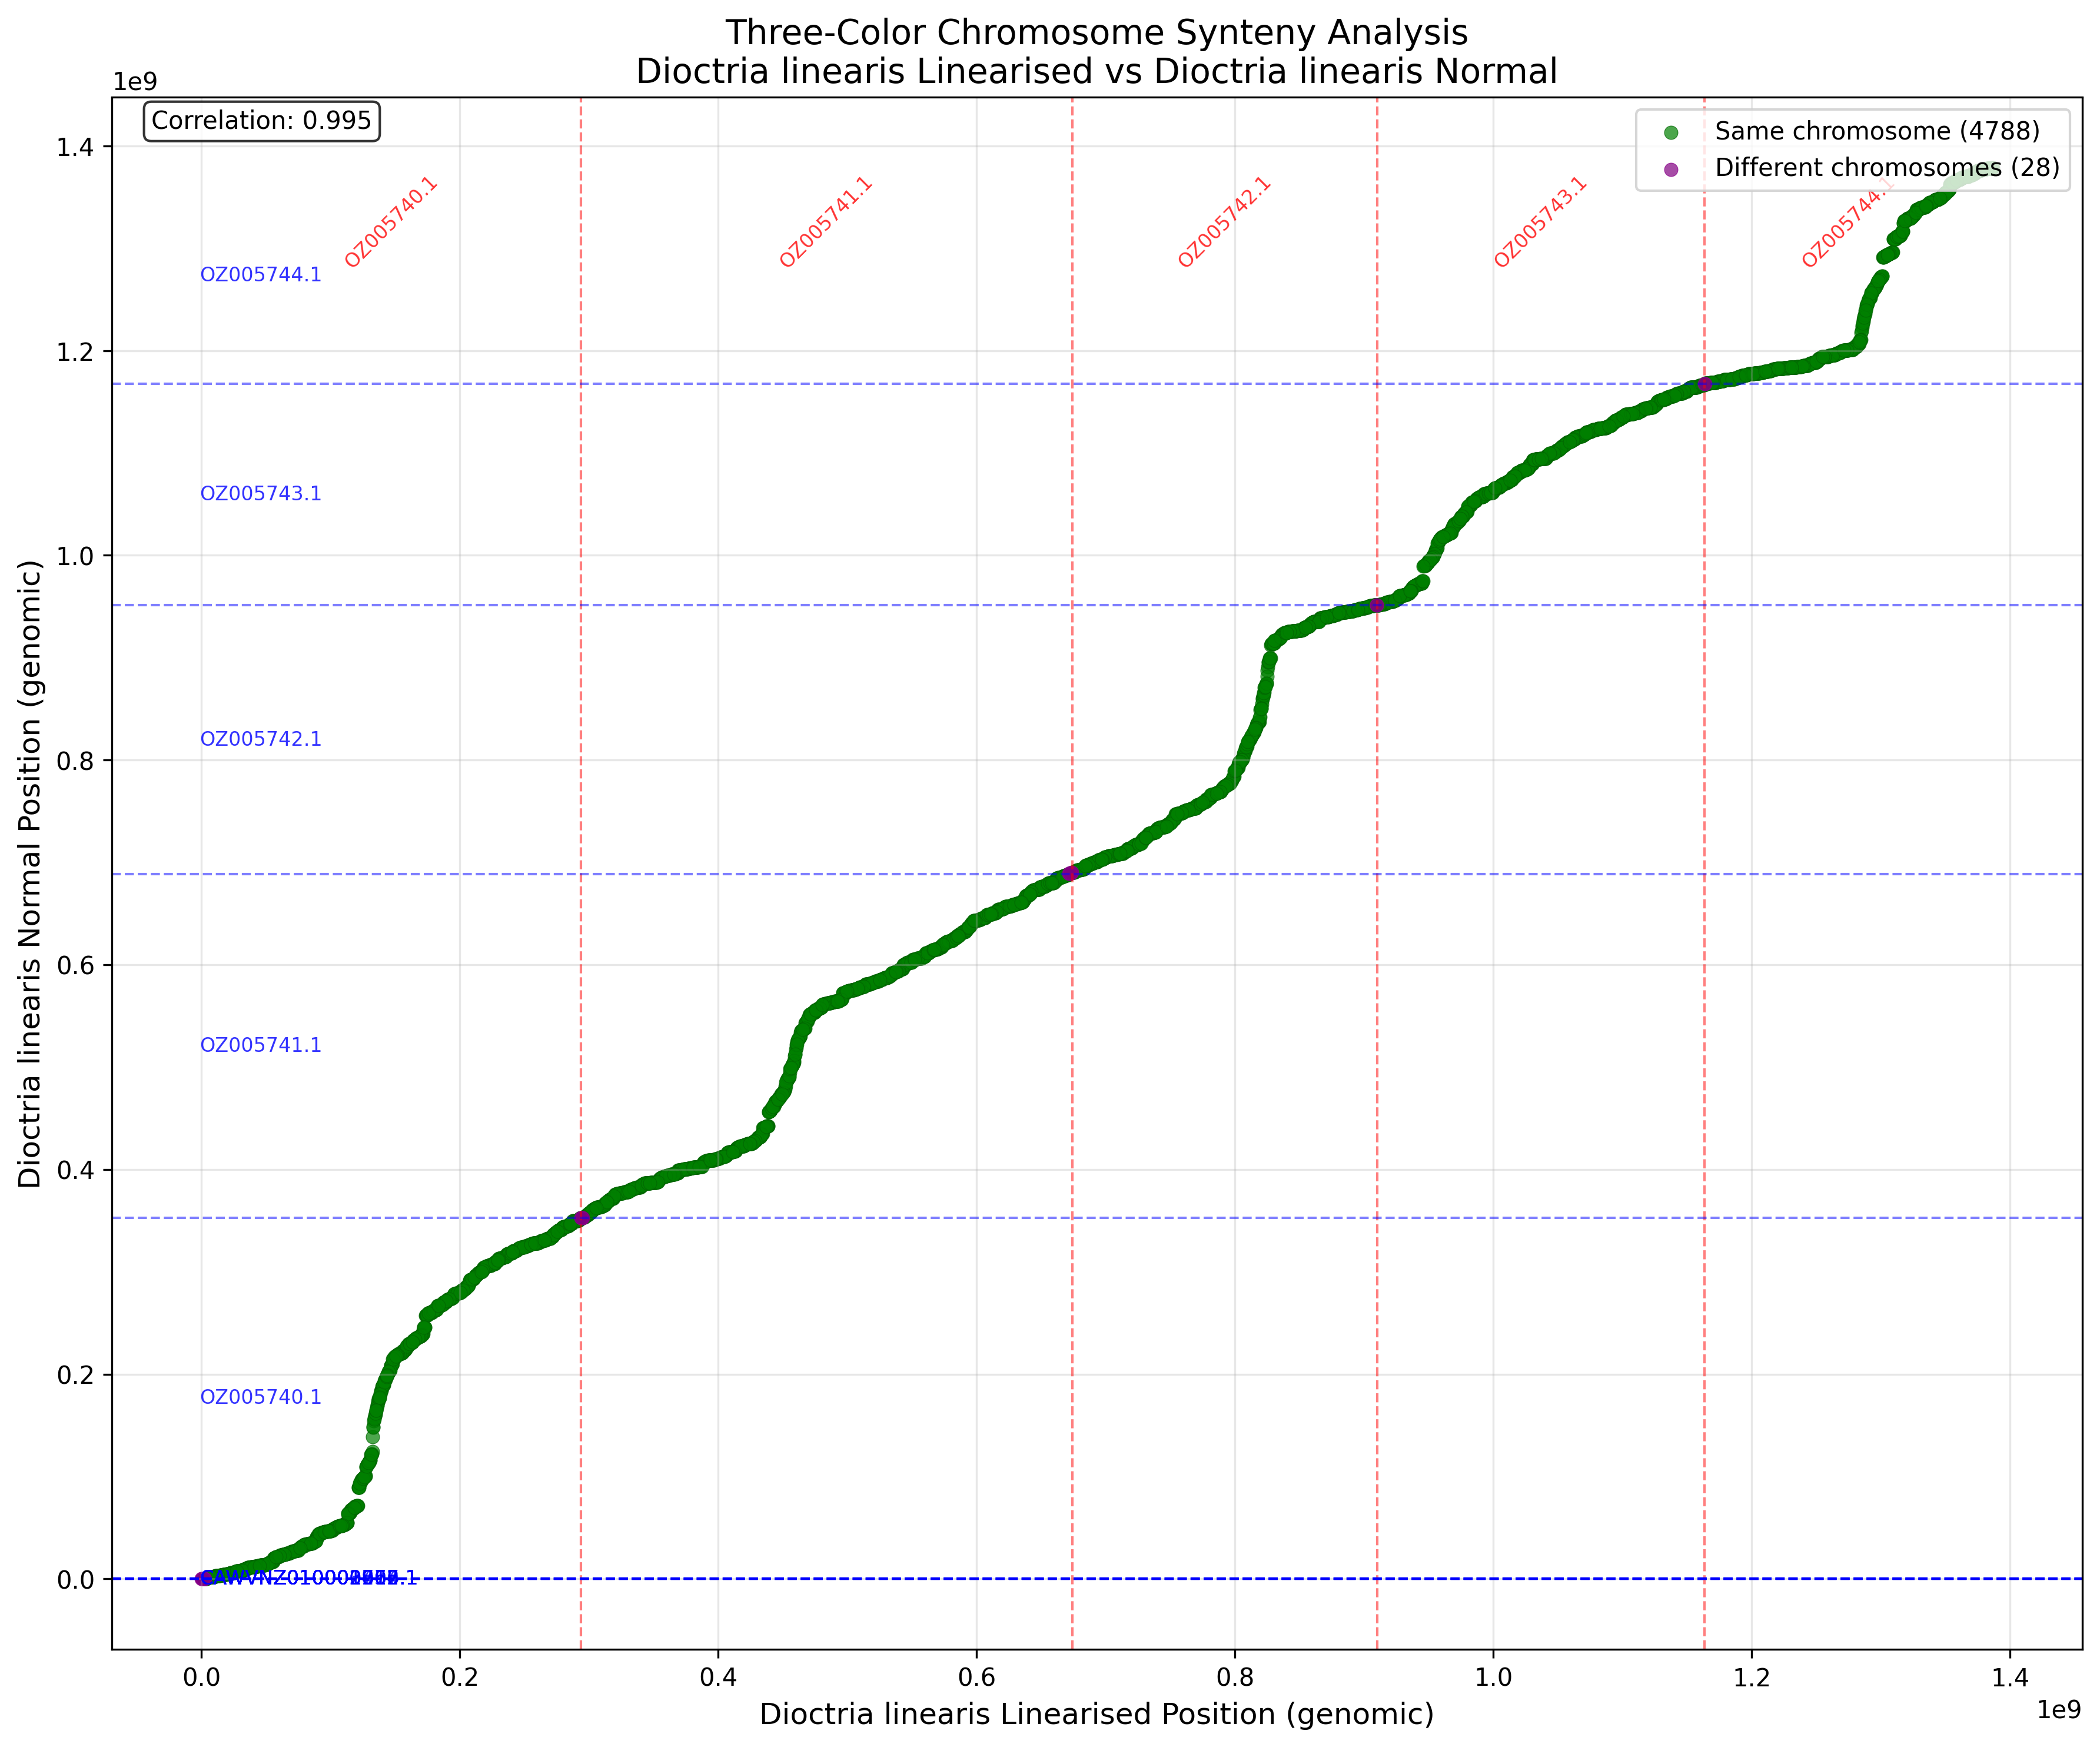 Three-Color Chromosome Synteny Analysis
Dioctria linearis Linearised vs Dioctria linearis Normal
1e9
Correlation: 0.995
Same chromosome (4788)
Different chromosomes (28)
OZ005740.1
OZ005741.1
OZ005742.1
OZ005743.1
OZ005744.1
1.4
OZ005744.1
1.2
OZ005743.1
1.0
OZ005742.1
0.8
0.6
OZ005741.1
0.4
OZ005740.1
0.2
0.0
Dioctria linearis Normal Position (genomic)
0.0 0.2 0.4 0.6 0.8 1.0 1.2 1.4
1e9
Dioctria linearis Linearised Position (genomic)